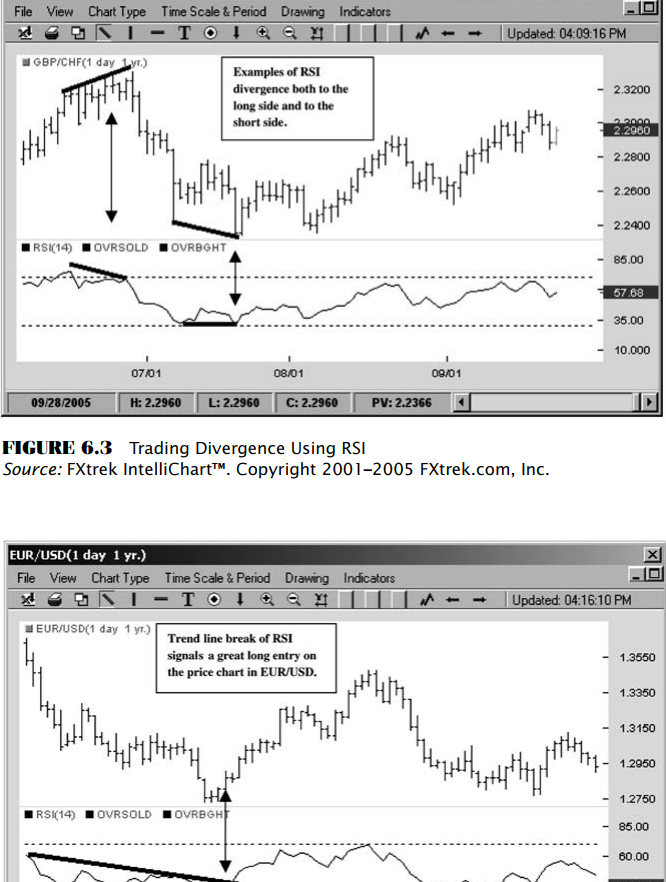 File View Chart Type Time Scale & Period Drawing Indicators
T Updated: 04:09:16 PM
GBP/CHF(1 day 1 yr.)
Examples of RSI
divergence both to the
long side and to the
short side.
2.3200
2.3000
2.2960
2.2800
2.2600
2.2400
RSI(14) OVRSOLD OVRBGHT
85.00
57.68
35.00
10.000
07/01 08/01 09/01
09/28/2005 H: 2.2960 L: 2.2960 C: 2.2960 PV: 2.2366
FIGURE 6.3 Trading Divergence Using RSI
Source: FXtrek IntelliChart™. Copyright 2001–2005 FXtrek.com, Inc.
EUR/USD(1 day 1 yr.)
File View Chart Type Time Scale & Period Drawing Indicators
T Updated: 04:16:10 PM
EUR/USD(1 day 1 yr.)
Trend line break of RSI
signals a great long entry on
the price chart in EUR/USD.
1.3550
1.3350
1.3150
1.2950
1.2750
RSI(14) OVRSOLD OVRBGHT
85.00
60.00